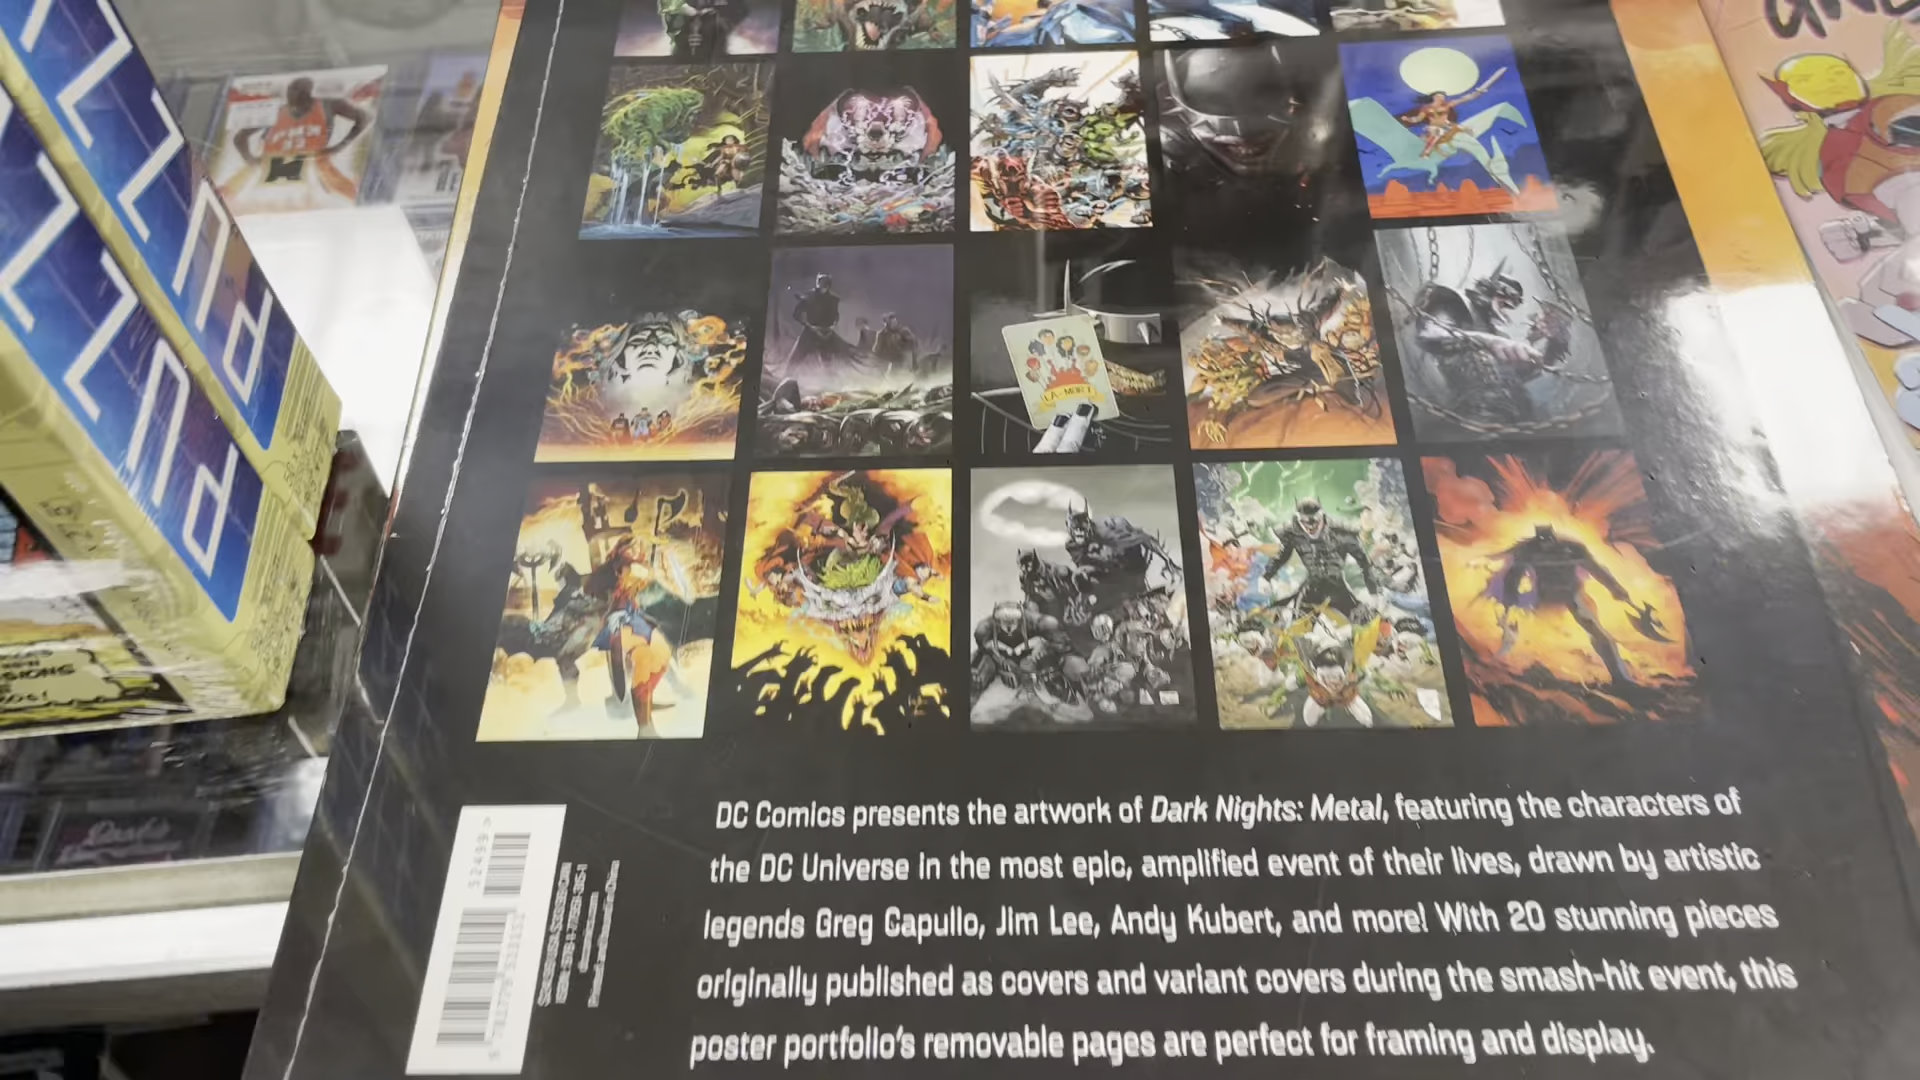 LA-MORT
DC Comics presents the artwork of Dark Nights: Metal, featuring the characters of
the DC Universe in the most epic, amplified event of their lives, drawn by artistic
legends Greg Capullo, Jim Lee, Andy Kubert, and more! With 20 stunning pieces
originally published as covers and variant covers during the smash-hit event, this
poster portfolio's removable pages are perfect for framing and display.
52499>